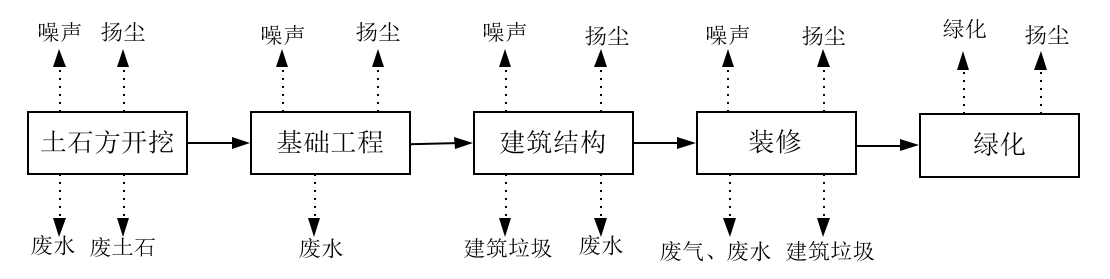 噪声 扬尘 噪声 扬尘 噪声 扬尘 噪声 扬尘 绿化 扬尘
土石方开挖 基础工程 建筑结构 装修 绿化
废水 废土石 废水 建筑垃圾 废水 废气、废水 建筑垃圾